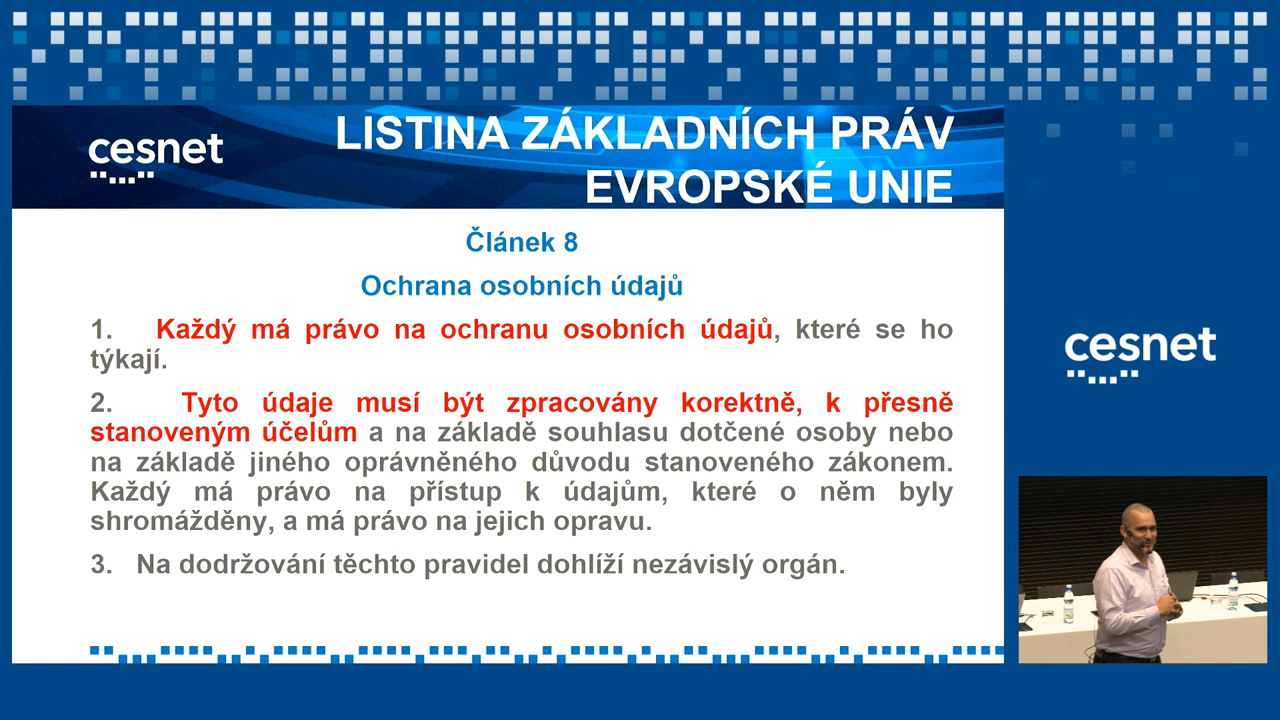 cesnet
LISTINA ZÁKLADNÍCH PRÁV
EVROPSKÉ UNIE
Článek 8
Ochrana osobních údajů
1. Každý má právo na ochranu osobních údajů, které se ho
týkají.
2. Tyto údaje musí být zpracovány korektně, k přesně
stanoveným účelům a na základě souhlasu dotčené osoby nebo
na základě jiného oprávněného důvodu stanoveného zákonem.
Každý má právo na přístup k údajům, které o něm byly
shromážděny, a má právo na jejich opravu.
3. Na dodržování těchto pravidel dohlíží nezávislý orgán.
cesnet